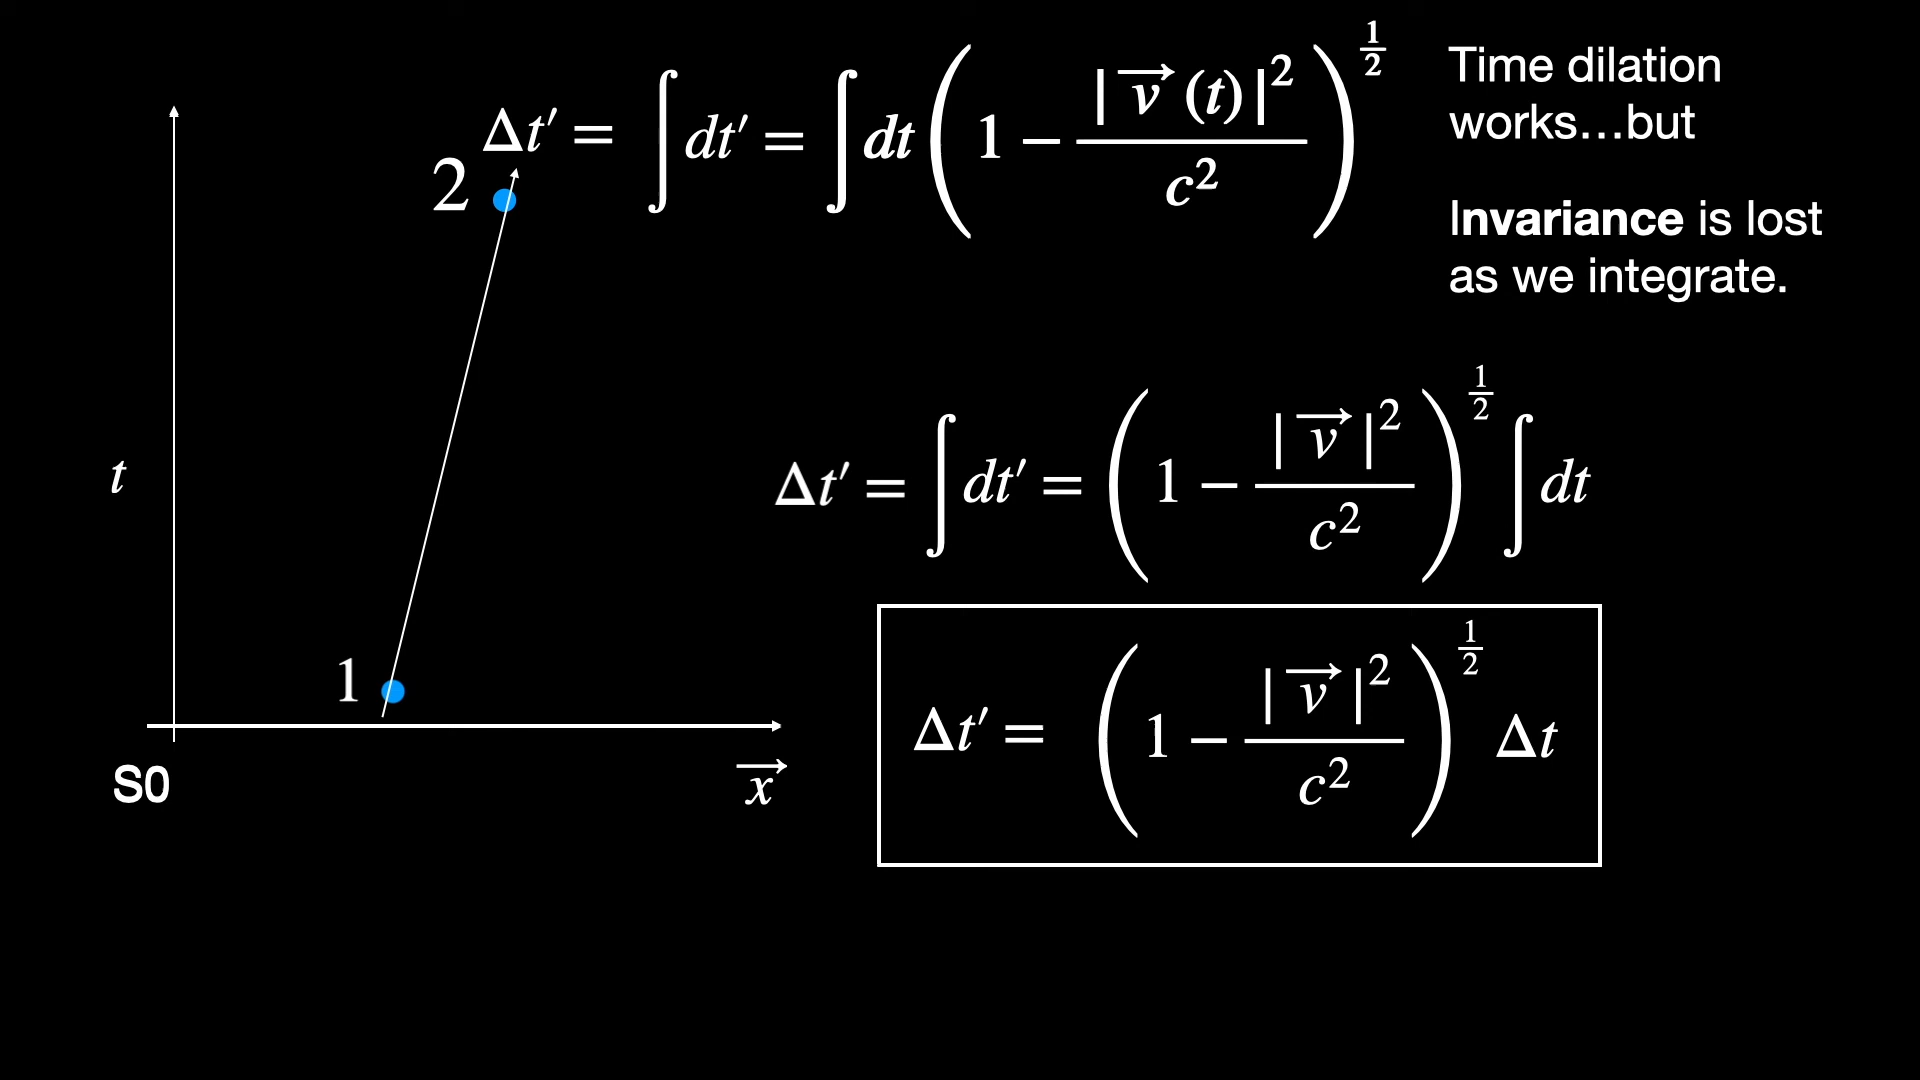 Δt′ = ∫dt′ = ∫dt(1 − |v⃗(t)|²/c²)^½
Time dilation
works...but
Invariance is lost
as we integrate.
2
Δt′ = ∫dt′ = (1 − |v⃗|²/c²)^½ ∫dt
t
Δt′ = (1 − |v⃗|²/c²)^½ Δt
1
S0
x⃗